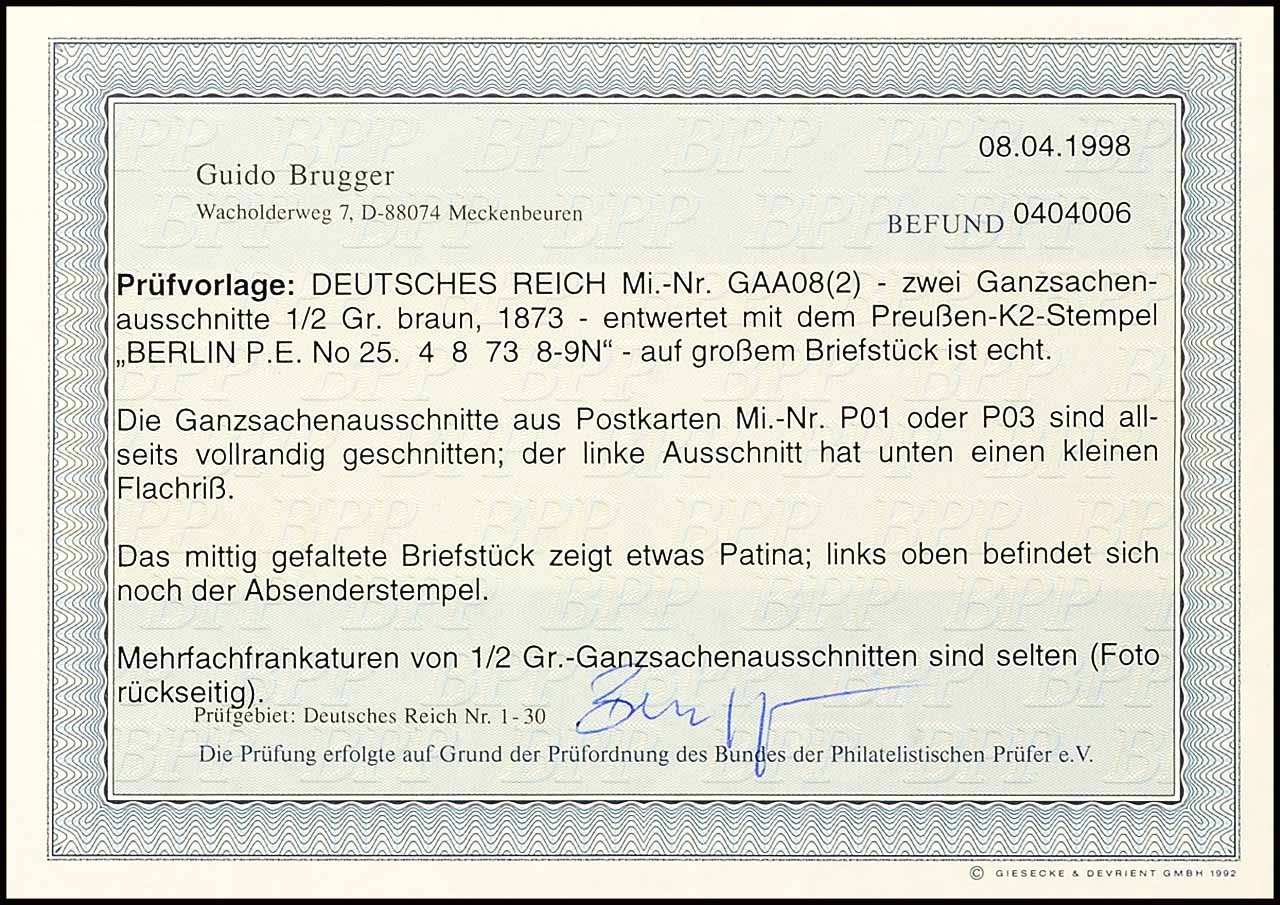 08.04.1998
Guido Brugger
Wacholderweg 7, D-88074 Meckenbeuren
BEFUND 0404006
Prüfvorlage: DEUTSCHES REICH Mi.-Nr. GAA08(2) - zwei Ganzsachen-
ausschnitte 1/2 Gr. braun, 1873 - entwertet mit dem Preußen-K2-Stempel
„BERLIN P.E. No 25. 4 8 73 8-9N“ - auf großem Briefstück ist echt.
Die Ganzsachenausschnitte aus Postkarten Mi.-Nr. P01 oder P03 sind all-
seits vollrandig geschnitten; der linke Ausschnitt hat unten einen kleinen
Flachriß.
Das mittig gefaltete Briefstück zeigt etwas Patina; links oben befindet sich
noch der Absenderstempel.
Mehrfachfrankaturen von 1/2 Gr.-Ganzsachenausschnitten sind selten (Foto
rückseitig).
Prüfgebiet: Deutsches Reich Nr. 1-30
Die Prüfung erfolgte auf Grund der Prüfordnung des Bundes der Philatelistischen Prüfer e.V.
© GIESECKE & DEVRIENT GMBH 1992